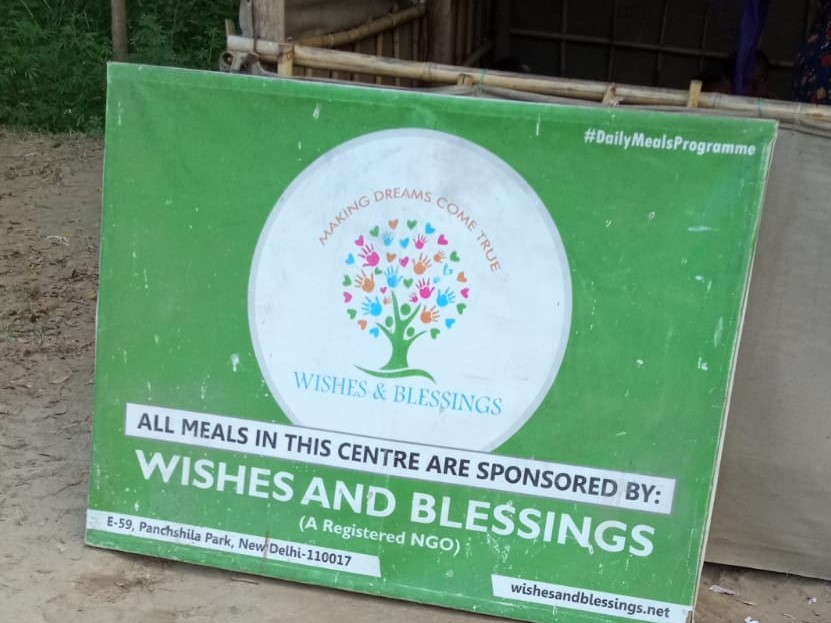 #DailyMealsProgramme
MAKING DREAMS COME TRUE
WISHES & BLESSINGS
ALL MEALS IN THIS CENTRE ARE SPONSORED BY:
WISHES AND BLESSINGS
(A Registered NGO)
E-59, Panchshila Park, New Delhi-110017
wishesandblessings.net